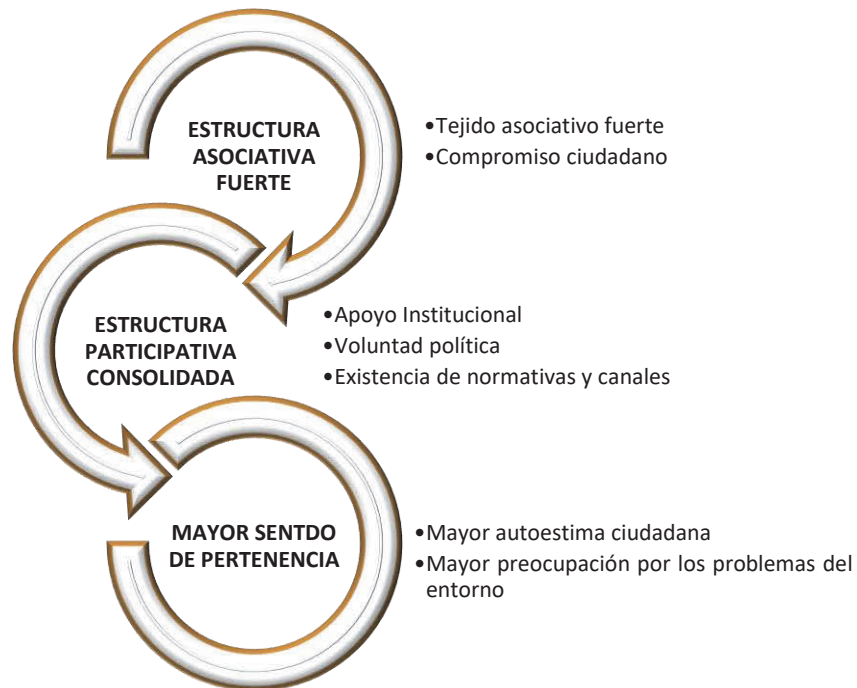 ESTRUCTURA
ASOCIATIVA
FUERTE
•Tejido asociativo fuerte
•Compromiso ciudadano
ESTRUCTURA
PARTICIPATIVA
CONSOLIDADA
•Apoyo Institucional
•Voluntad política
•Existencia de normativas y canales
MAYOR SENTDO
DE PERTENENCIA
•Mayor autoestima ciudadana
•Mayor preocupación por los problemas del
entorno